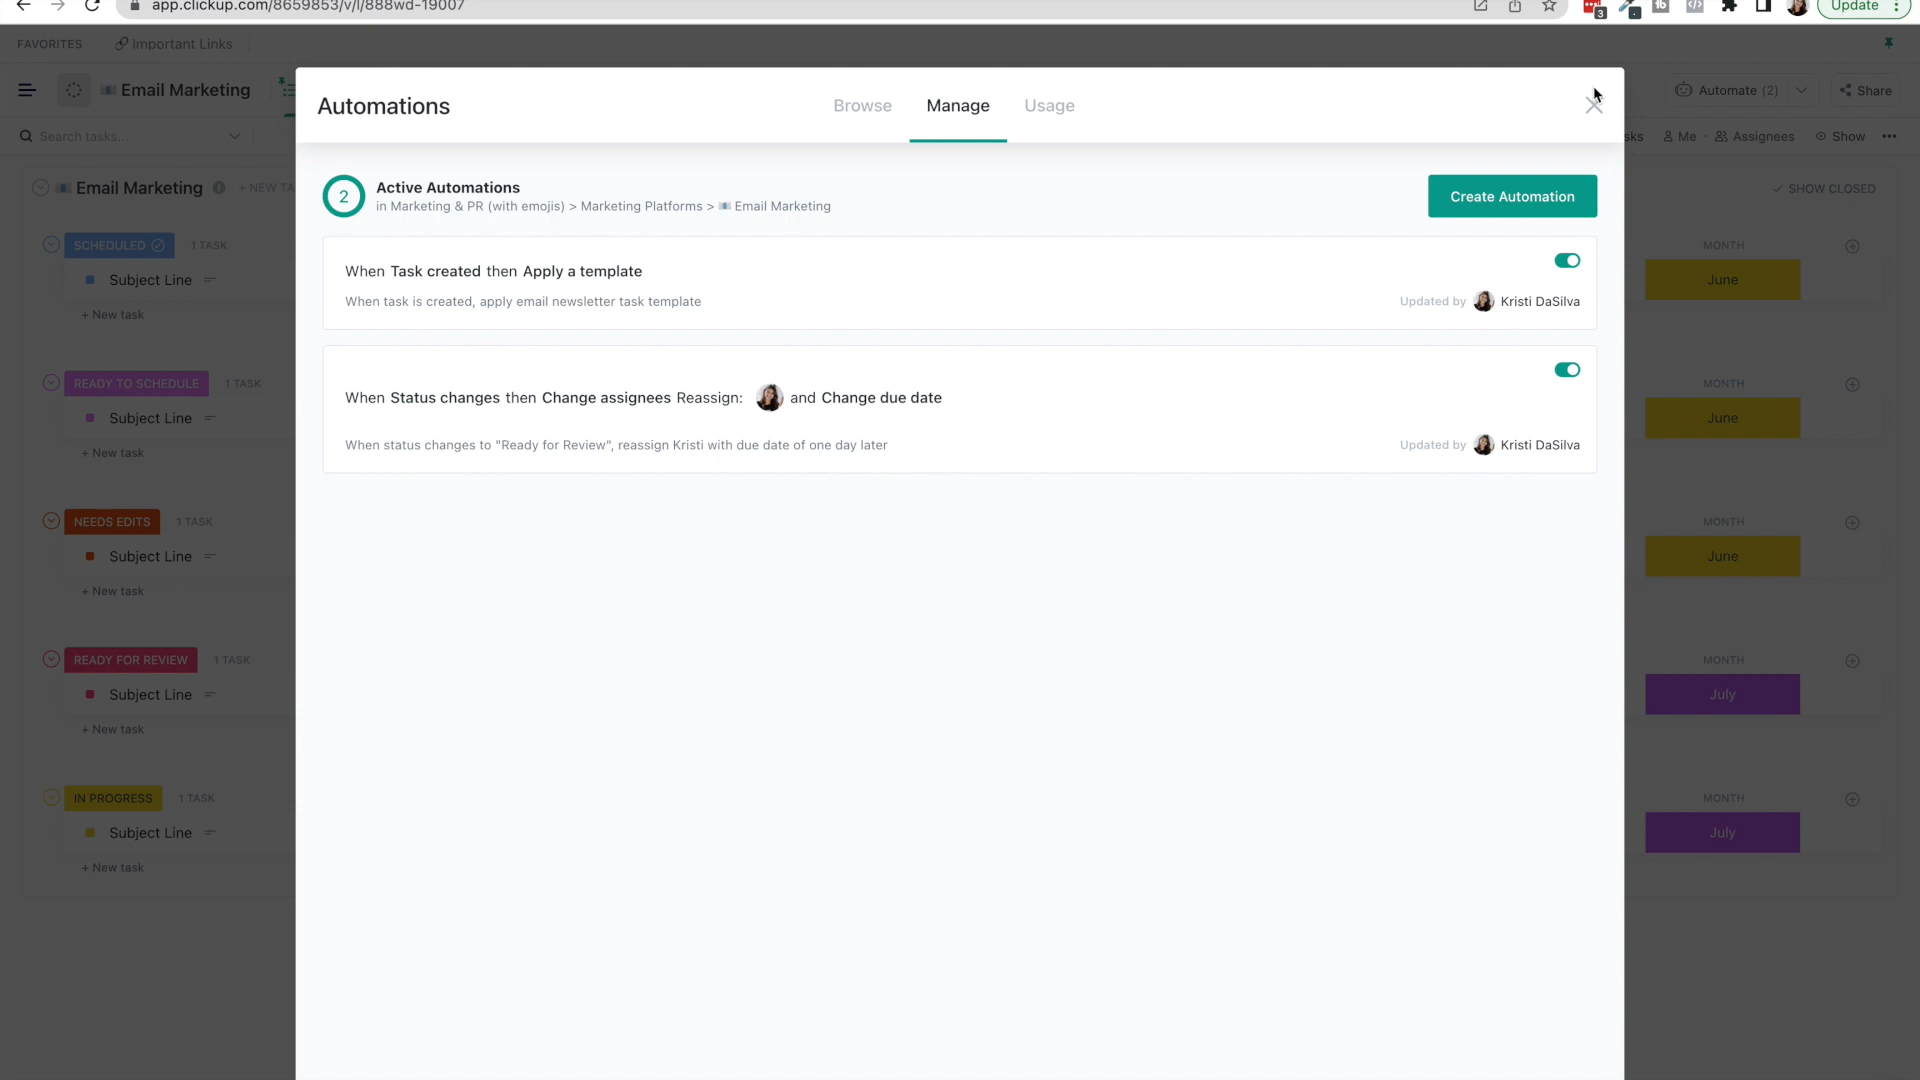 app.clickup.com/8659853/v/l/888wd-19007
3
Update
FAVORITES
Important Links
Email Marketing
Automate (2)
Share
Automations
Browse
Manage
Usage
Search tasks...
Me
Assignees
Show
Email Marketing
+ NEW TA
SHOW CLOSED
2
Active Automations
in Marketing & PR (with emojis) > Marketing Platforms > Email Marketing
Create Automation
SCHEDULED
1 TASK
MONTH
Subject Line
June
+ New task
When Task created then Apply a template
When task is created, apply email newsletter task template
Updated by Kristi DaSilva
READY TO SCHEDULE
1 TASK
MONTH
Subject Line
June
+ New task
When Status changes then Change assignees Reassign: and Change due date
When status changes to "Ready for Review", reassign Kristi with due date of one day later
Updated by Kristi DaSilva
NEEDS EDITS
1 TASK
MONTH
Subject Line
June
+ New task
READY FOR REVIEW
1 TASK
MONTH
Subject Line
July
+ New task
IN PROGRESS
1 TASK
MONTH
Subject Line
July
+ New task